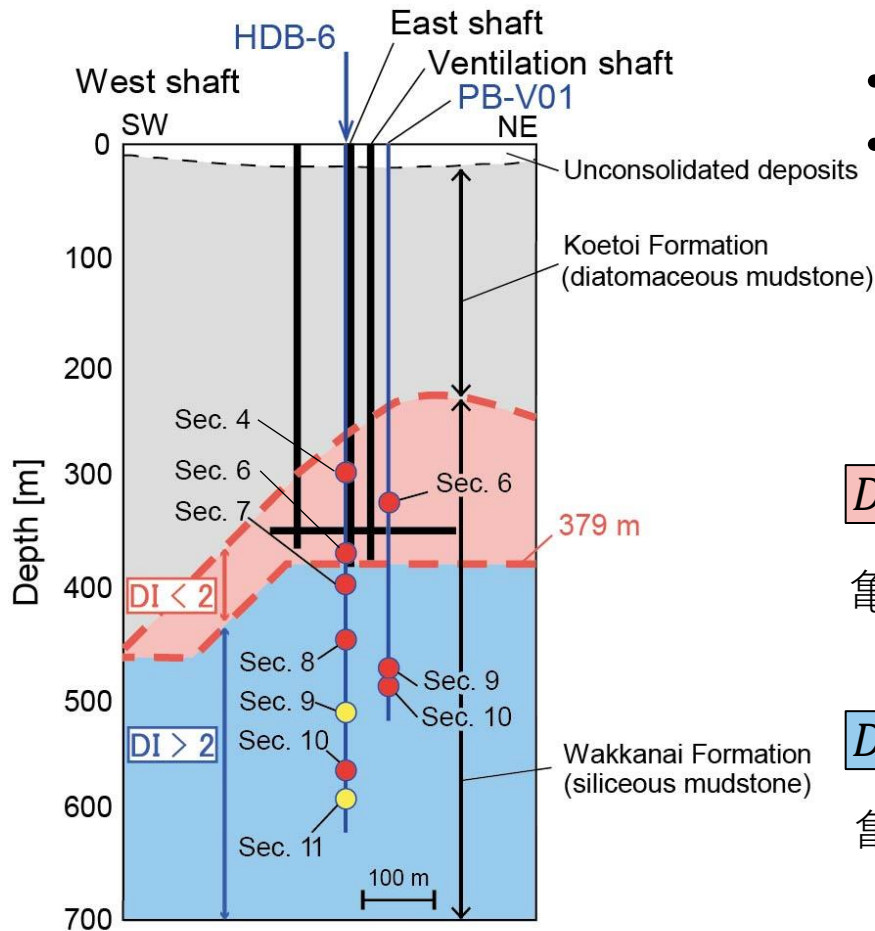 HDB-6
East shaft
Ventilation shaft
West shaft
PB-V01
SW
NE
•
•
0
100
200
300
400
500
600
700
Depth [m]
Unconsolidated deposits
Koetoi Formation
(diatomaceous mudstone)
Sec. 4
Sec. 6
Sec. 7
Sec. 6
379 m
DI < 2
Sec. 8
Sec. 9
Sec. 10
Sec. 11
Sec. 9
Sec. 10
DI > 2
Wakkanai Formation
(siliceous mudstone)
100 m
D
亀
D